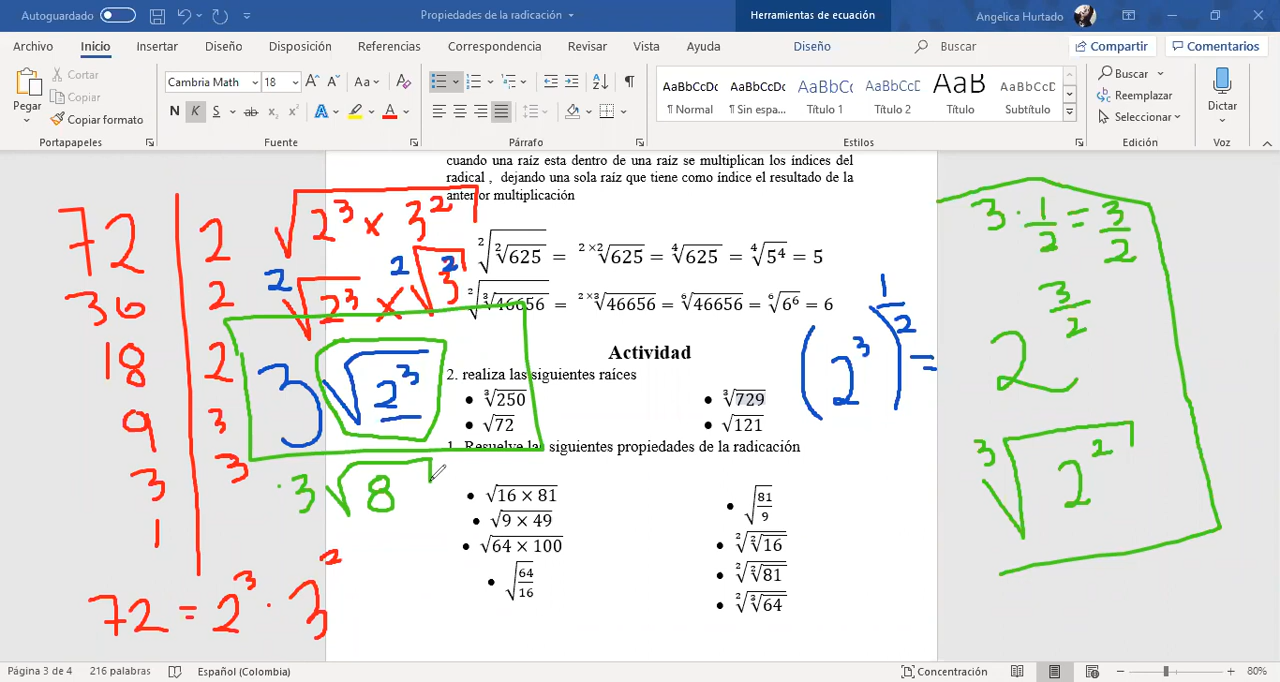 Autoguardado
Propiedades de la radicación
Herramientas de ecuación
Angelica Hurtado
Archivo Inicio Insertar Diseño Disposición Referencias Correspondencia Revisar Vista Ayuda Diseño Buscar Compartir Comentarios
Pegar
Cortar
Copiar
Copiar formato
Portapapeles
Cambria Math 18
N K S ab x₂ x²
Fuente
Párrafo
AaBbCcDc ¶ Normal
AaBbCcDc ¶ Sin espa...
AaBbCc Título 1
AaBbCcD Título 2
AaB Título
AaBbCcD Subtítulo
Estilos
Buscar
Reemplazar
Seleccionar
Edición
Dictar
Voz
cuando una raíz esta dentro de una raíz se multiplican los índices del
radical , dejando una sola raíz que tiene como índice el resultado de la
anterior multiplicación
²√(²√625) = ²ˣ²√625 = ⁴√625 = ⁴√5⁴ = 5
²√(³√46656) = ²ˣ³√46656 = ⁶√46656 = ⁶√6⁶ = 6
Actividad
2. realiza las siguientes raíces
• ³√250
• √72
• ³√729
• √121
1. Resuelve las siguientes propiedades de la radicación
• √16 × 81
• √9 × 49
• √64 × 100
• √64/16
• √81/9
• ²√(²√16)
• ²√(²√81)
• ²√(³√64)
72 | 2
36 | 2
18 | 2
9 | 3
3 | 3
1
72 = 2³ · 3²
√2³ × 3²
²√2³ × ²√3²
3 √2³
· 3 √8
(2³)^1/2 =
3 · 1/2 = 3/2
2^3/2
³√2²
Página 3 de 4 216 palabras Español (Colombia) Concentración 80%